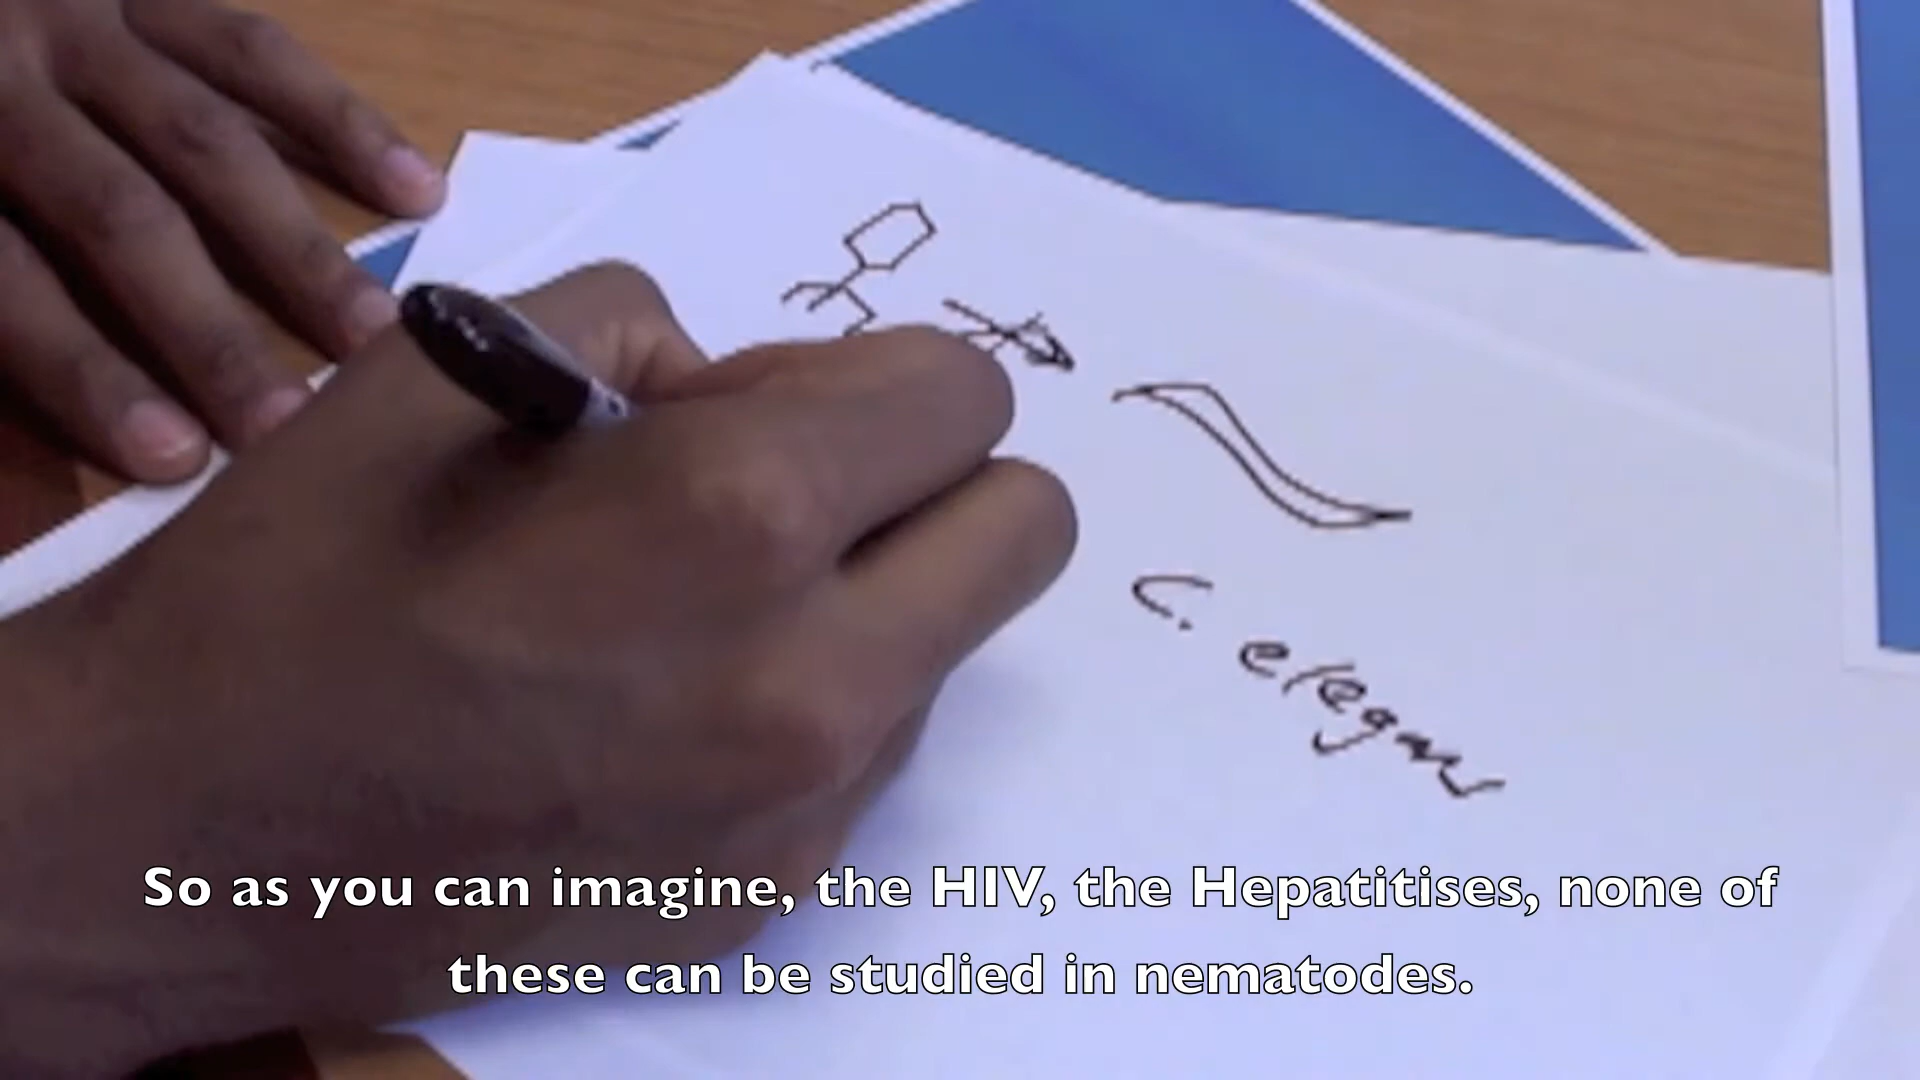 C. elegans
So as you can imagine, the HIV, the Hepatitises, none of
these can be studied in nematodes.